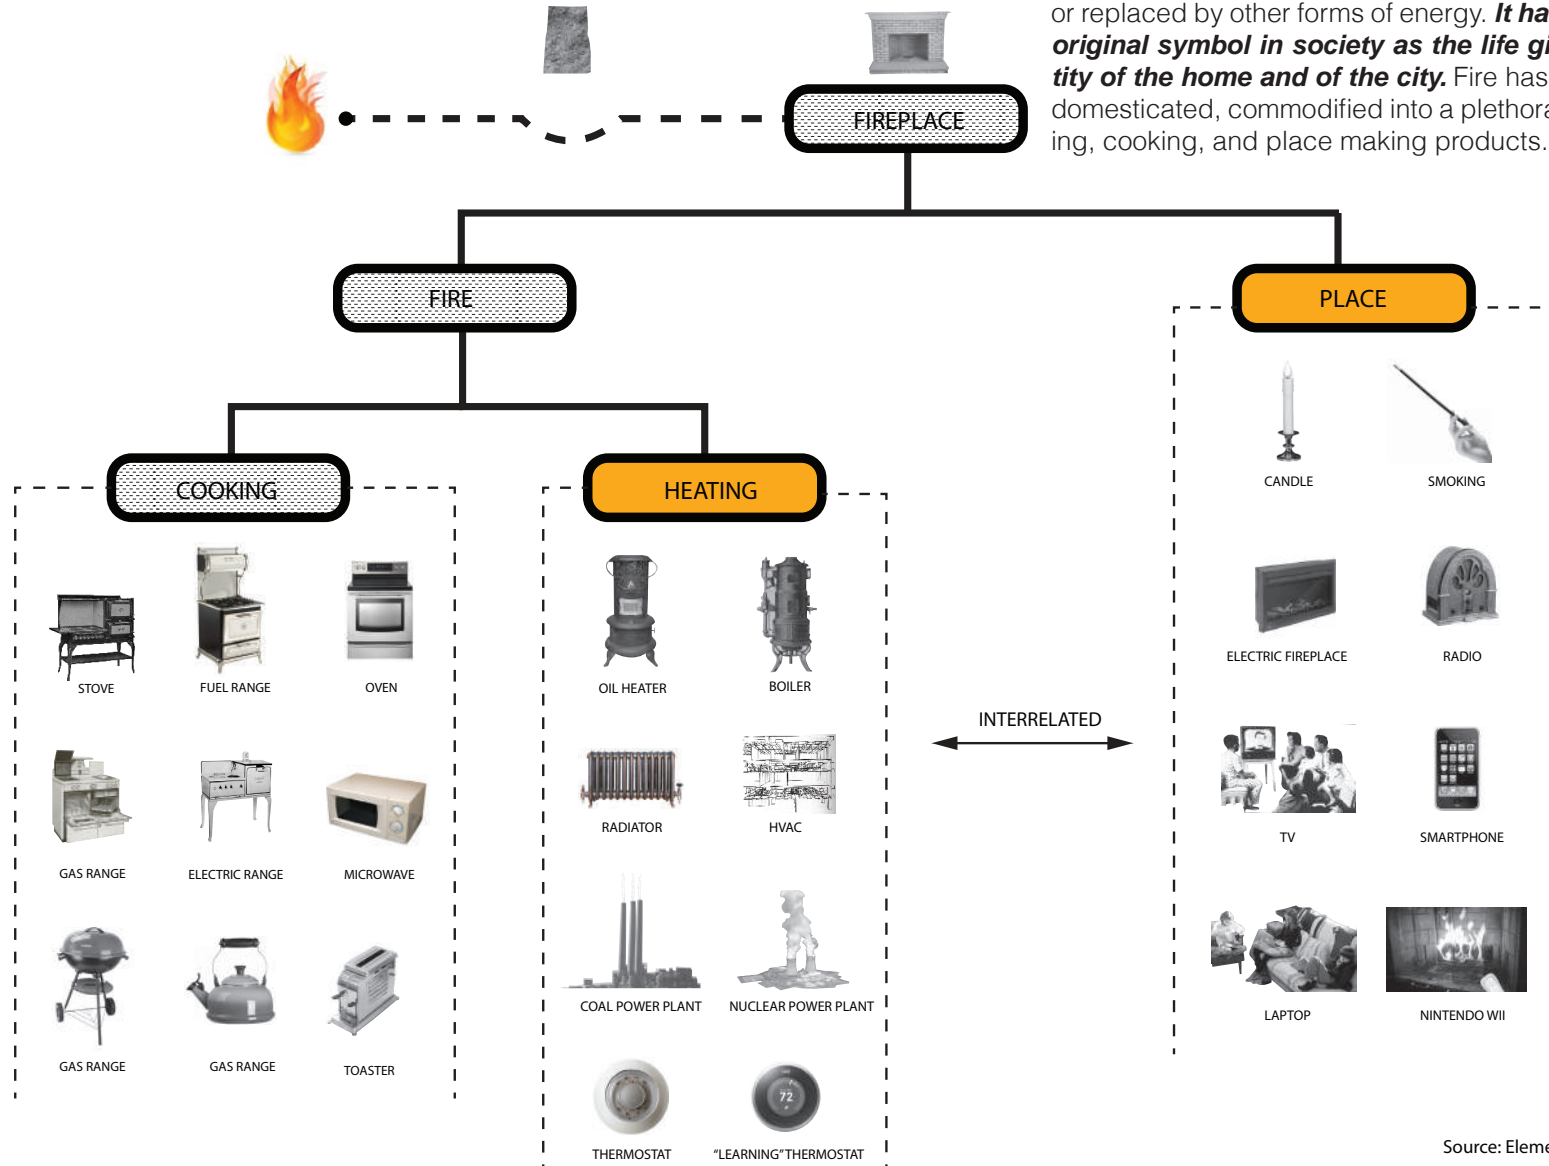 or replaced by other forms of energy. It ha
original symbol in society as the life gi
tity of the home and of the city. Fire has
domesticated, commodified into a plethora
ing, cooking, and place making products.
FIREPLACE
FIRE
PLACE
COOKING
HEATING
CANDLE
SMOKING
STOVE
FUEL RANGE
OVEN
OIL HEATER
BOILER
ELECTRIC FIREPLACE
RADIO
INTERRELATED
GAS RANGE
ELECTRIC RANGE
MICROWAVE
RADIATOR
HVAC
TV
SMARTPHONE
COAL POWER PLANT
NUCLEAR POWER PLANT
LAPTOP
NINTENDO WII
GAS RANGE
GAS RANGE
TOASTER
72
THERMOSTAT
"LEARNING" THERMOSTAT
Source: Eleme